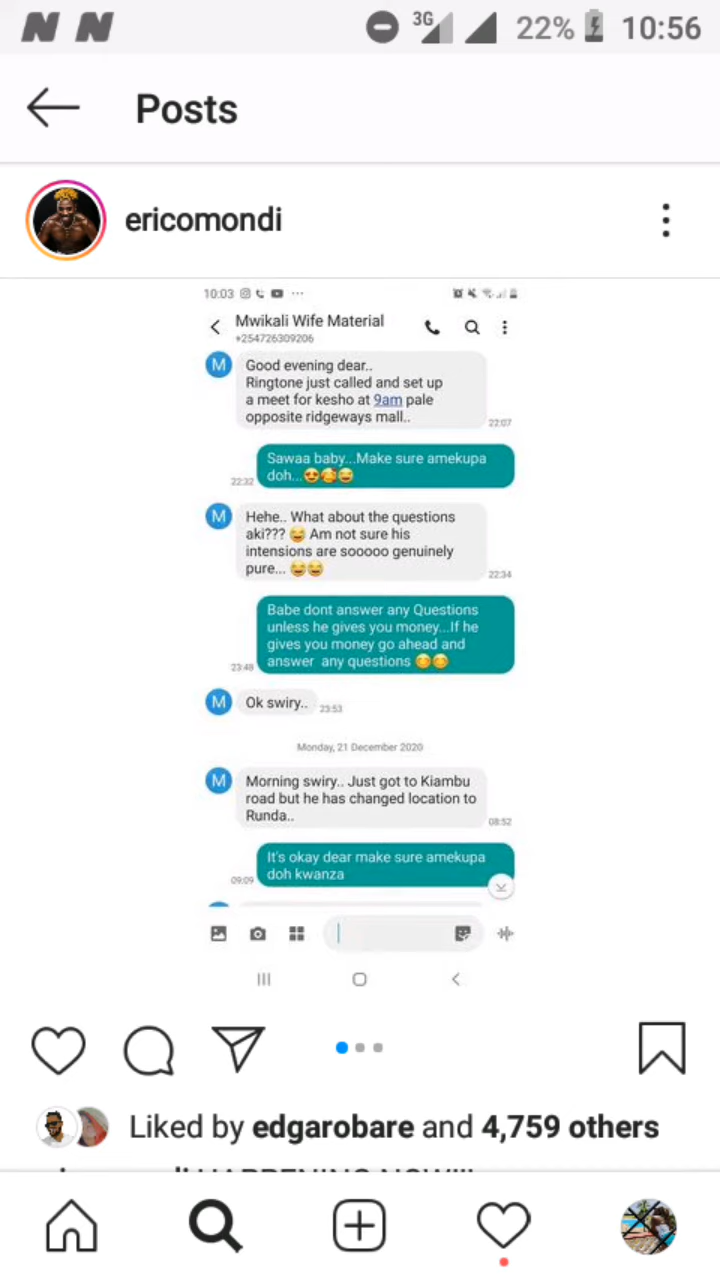 3G 22% 10:56
Posts
ericomondi
10:03
Mwikali Wife Material
+254726309206
M
Good evening dear..
Ringtone just called and set up
a meet for kesho at 9am pale
opposite ridgeways mall..
22:07
Sawaa baby...Make sure amekupa
doh...😍🥰😂
22:32
M
Hehe.. What about the questions
aki??? 😂 Am not sure his
intensions are sooooo genuinely
pure... 😂😂
22:34
Babe dont answer any Questions
unless he gives you money...If he
gives you money go ahead and
answer any questions 😊😊
23:48
M
Ok swiry..
23:53
Monday, 21 December 2020
M
Morning swiry.. Just got to Kiambu
road but he has changed location to
Runda..
08:52
It's okay dear make sure amekupa
doh kwanza
09:09
Liked by edgarobare and 4,759 others